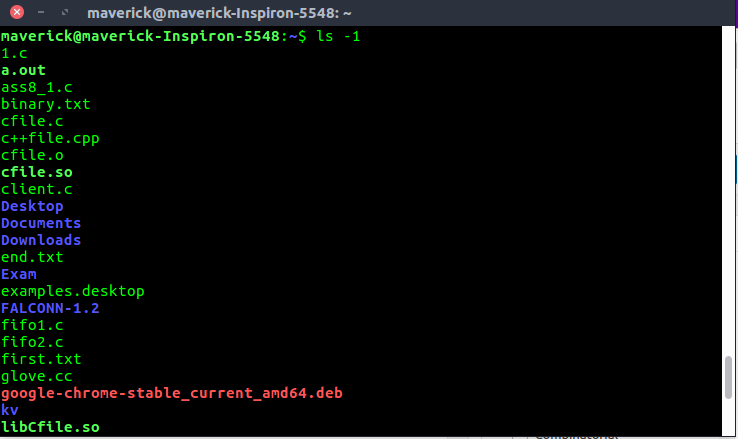 maverick@maverick-Inspiron-5548: ~
maverick@maverick-Inspiron-5548:~$ ls -1
1.c
a.out
ass8_1.c
binary.txt
cfile.c
c++file.cpp
cfile.o
cfile.so
client.c
Desktop
Documents
Downloads
end.txt
Exam
examples.desktop
FALCONN-1.2
fifo1.c
fifo2.c
first.txt
glove.cc
google-chrome-stable_current_amd64.deb
kv
libCfile.so